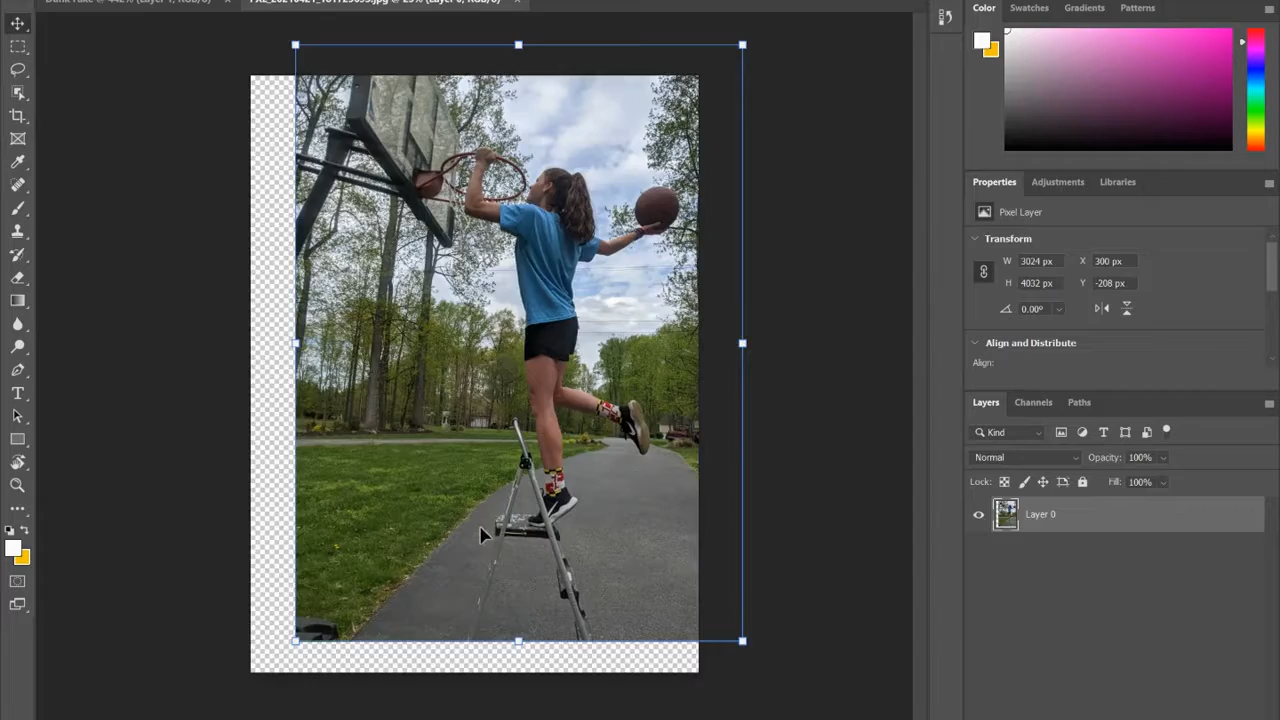 Color
Swatches
Gradients
Patterns
Properties
Adjustments
Libraries
Pixel Layer
Transform
W 3024 px X 300 px
H 4032 px Y -208 px
0.00°
Align and Distribute
Align:
Layers
Channels
Paths
Kind
Normal
Opacity: 100%
Lock:
Fill: 100%
Layer 0